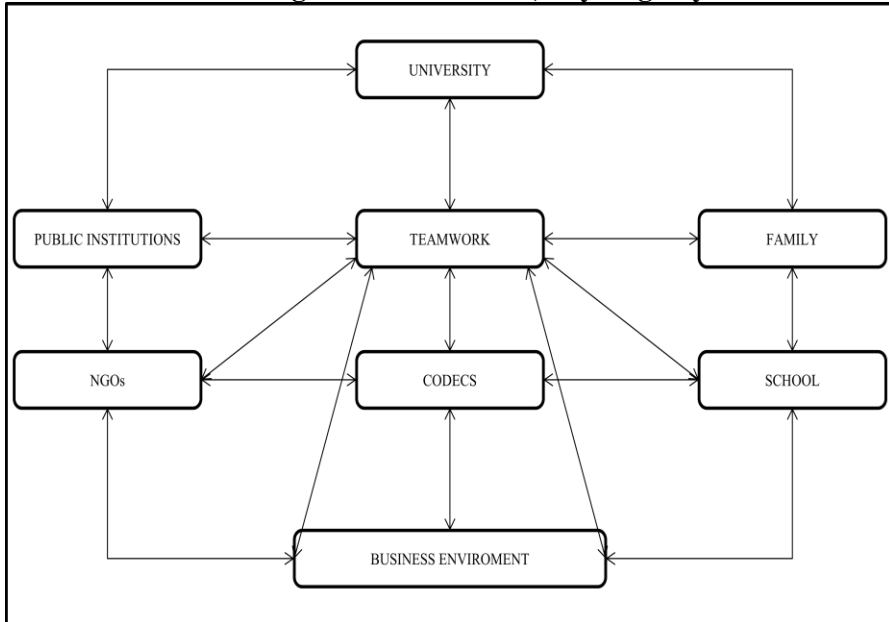 UNIVERSITY
PUBLIC INSTITUTIONS
TEAMWORK
FAMILY
NGOs
CODECS
SCHOOL
BUSINESS ENVIROMENT